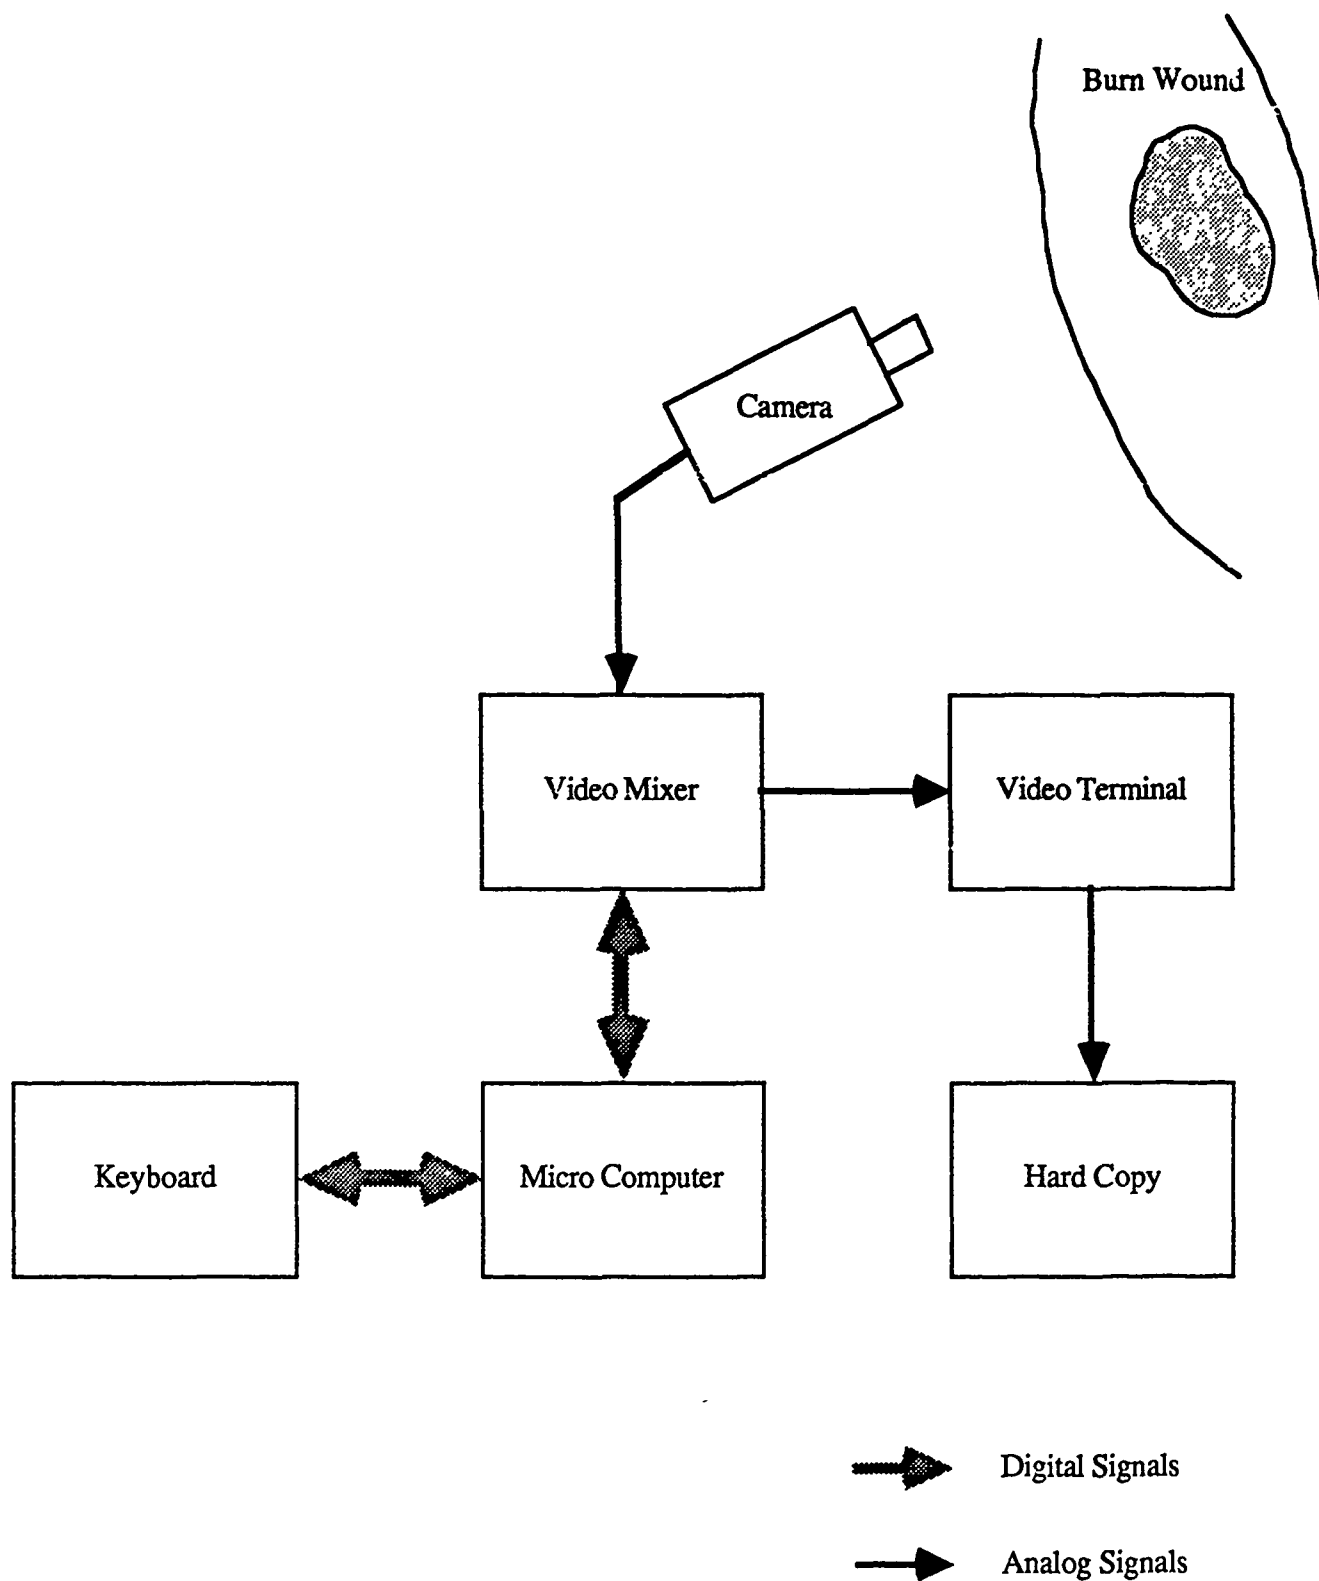 Burn Wound
Camera
Video Mixer
Video Terminal
Keyboard
Micro Computer
Hard Copy
Digital Signals
Analog Signals